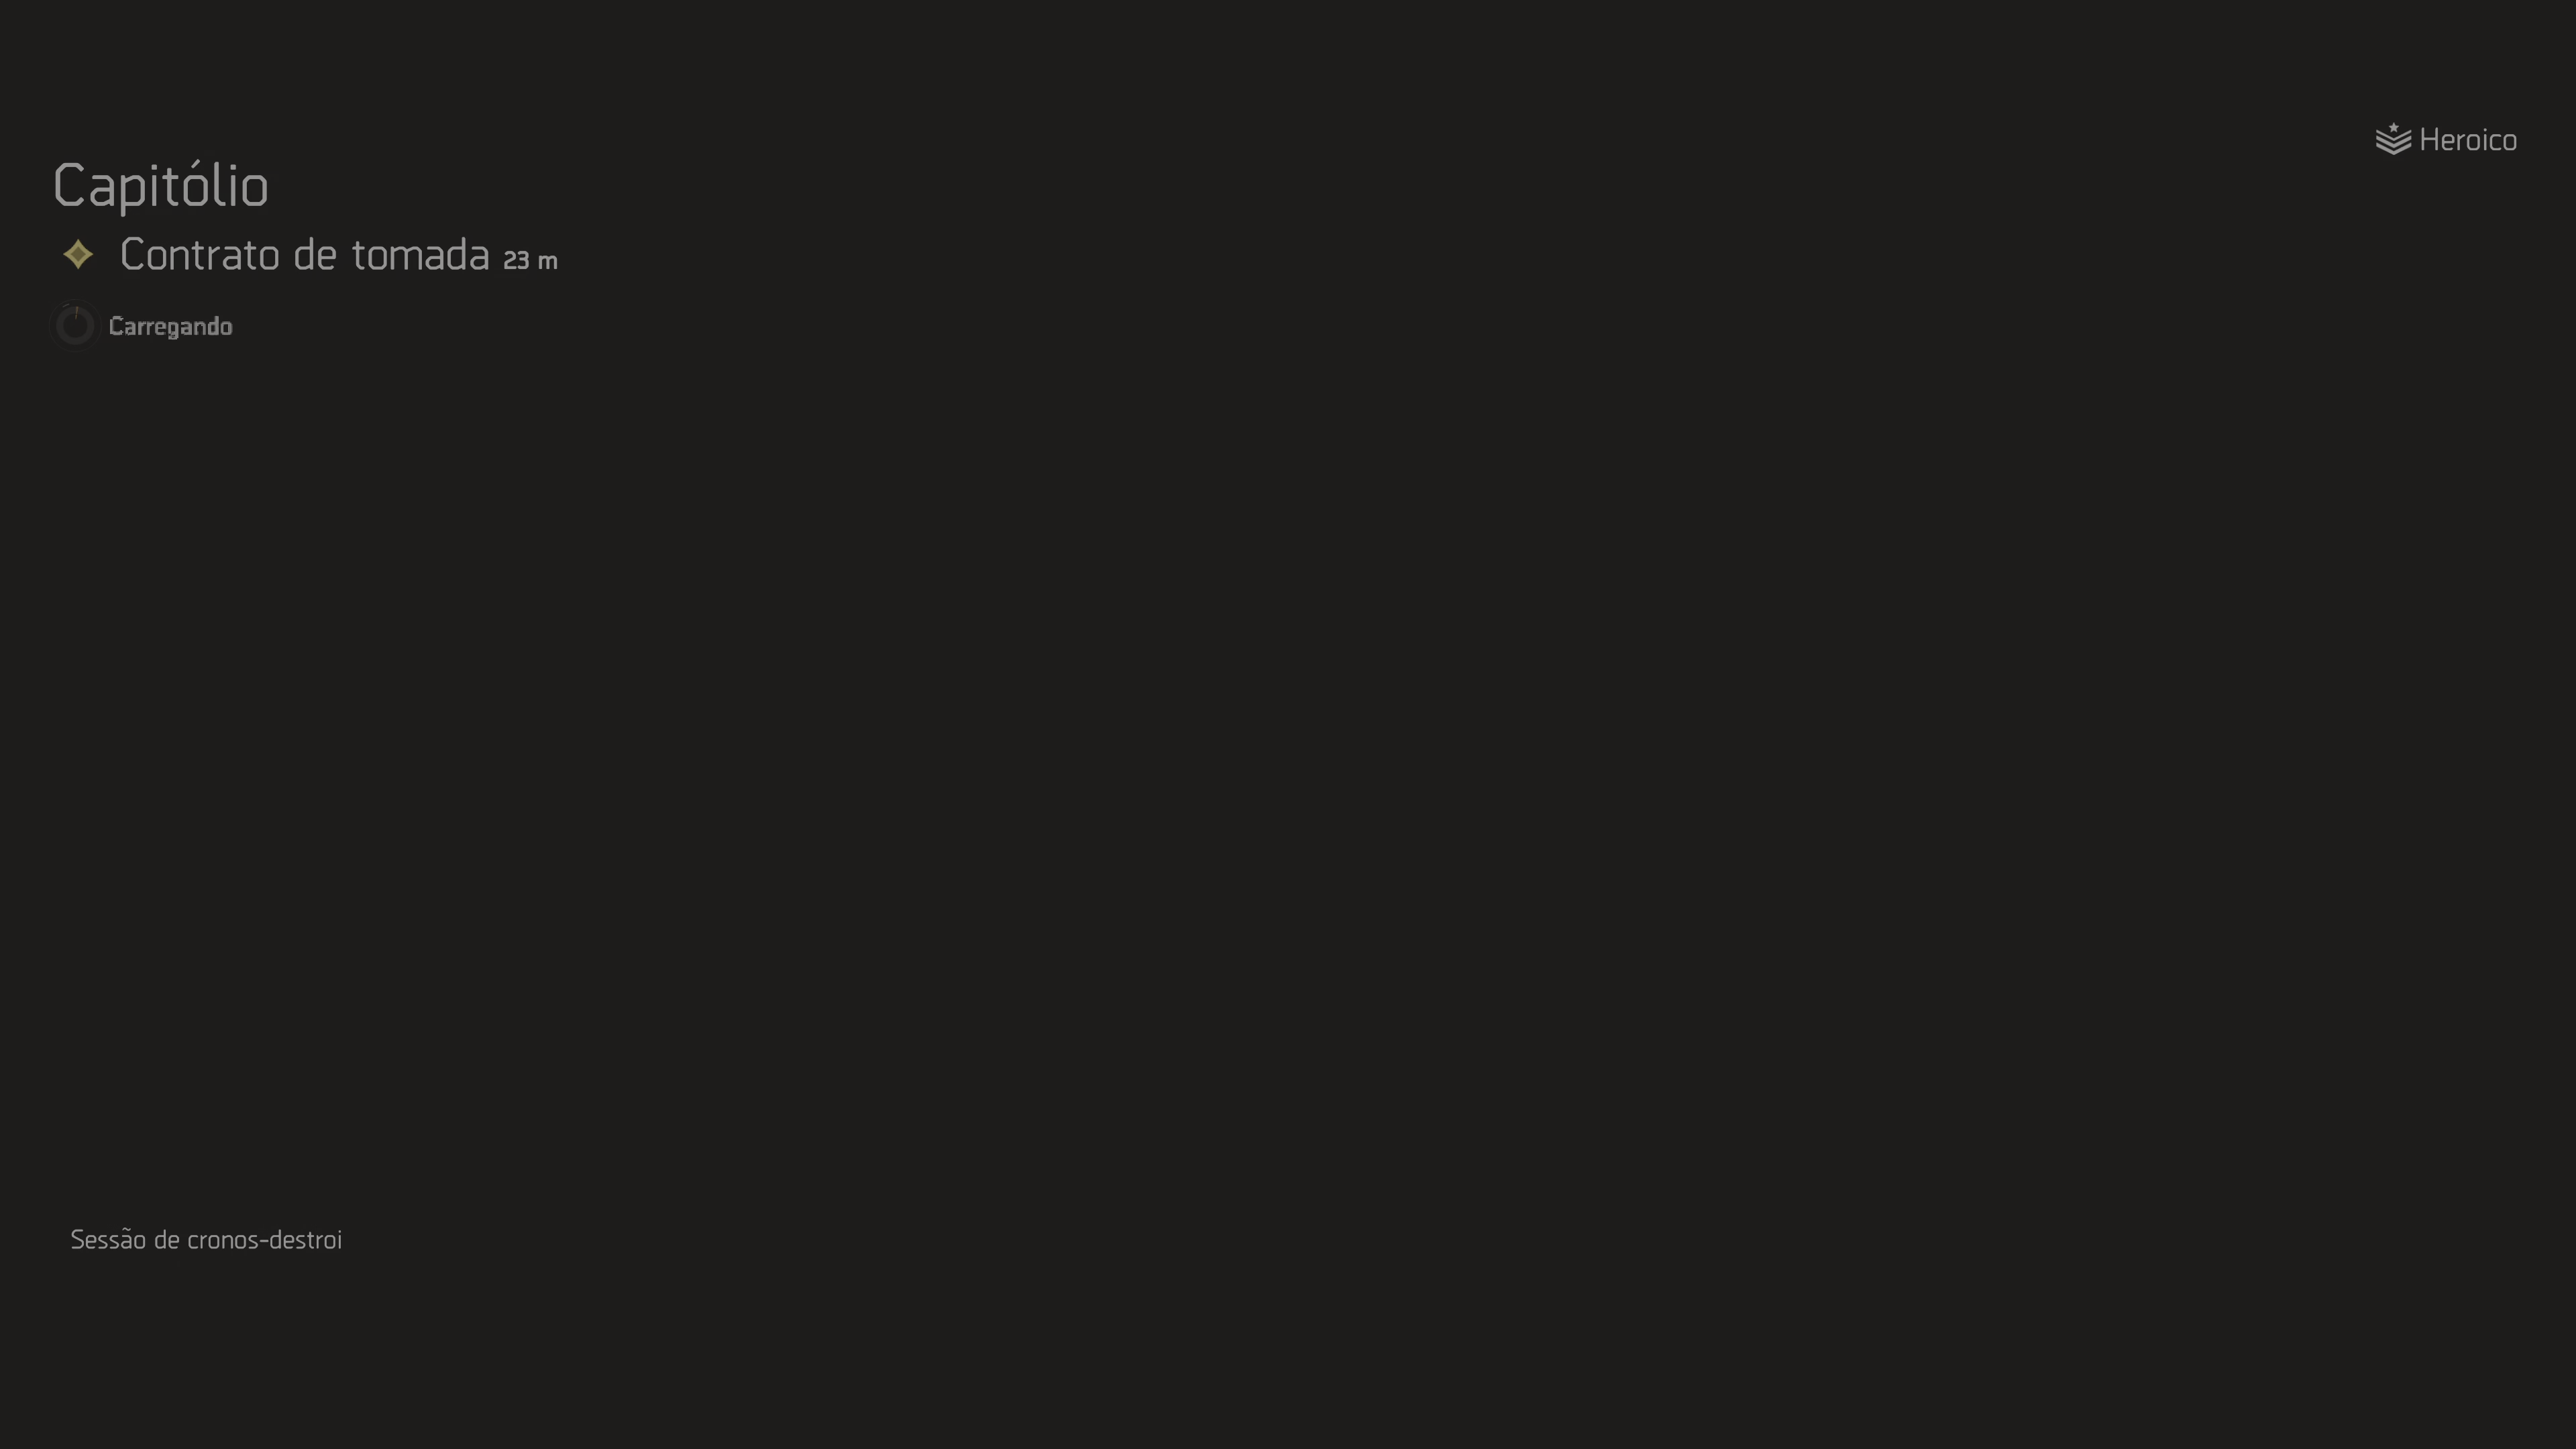 Heroico
Capitólio
Contrato de tomada 23 m
Carregando
Sessão de cronos-destroi